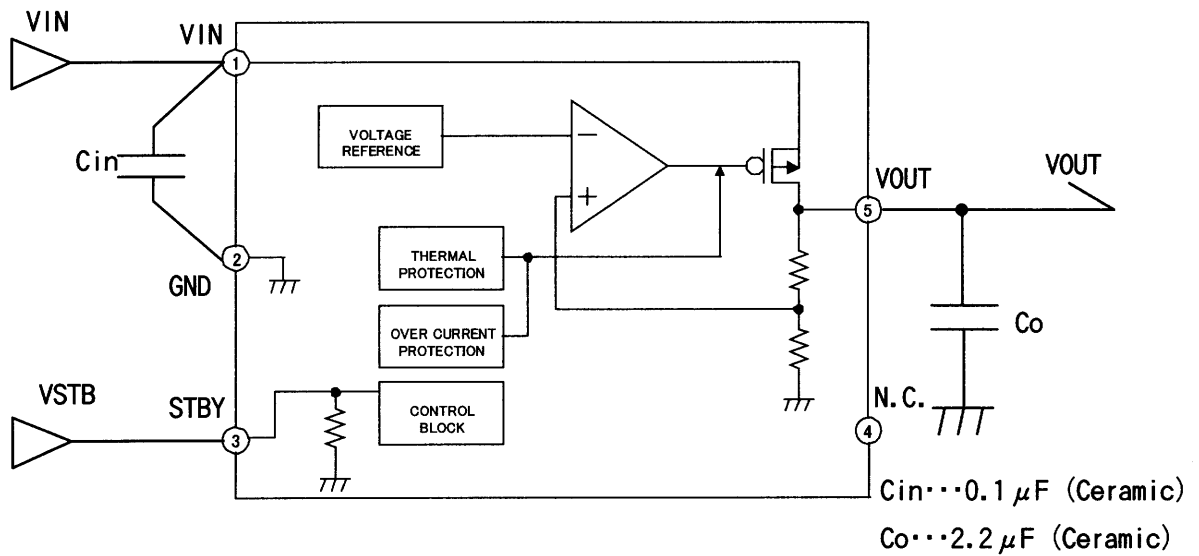 VIN
VIN
1
VOLTAGE
REFERENCE
−
+
Cin
VOUT
VOUT
5
2
GND
THERMAL
PROTECTION
OVER CURRENT
PROTECTION
Co
VSTB
STBY
3
CONTROL
BLOCK
N.C.
4
Cin･･･0.1μF (Ceramic)
Co･･･2.2μF (Ceramic)